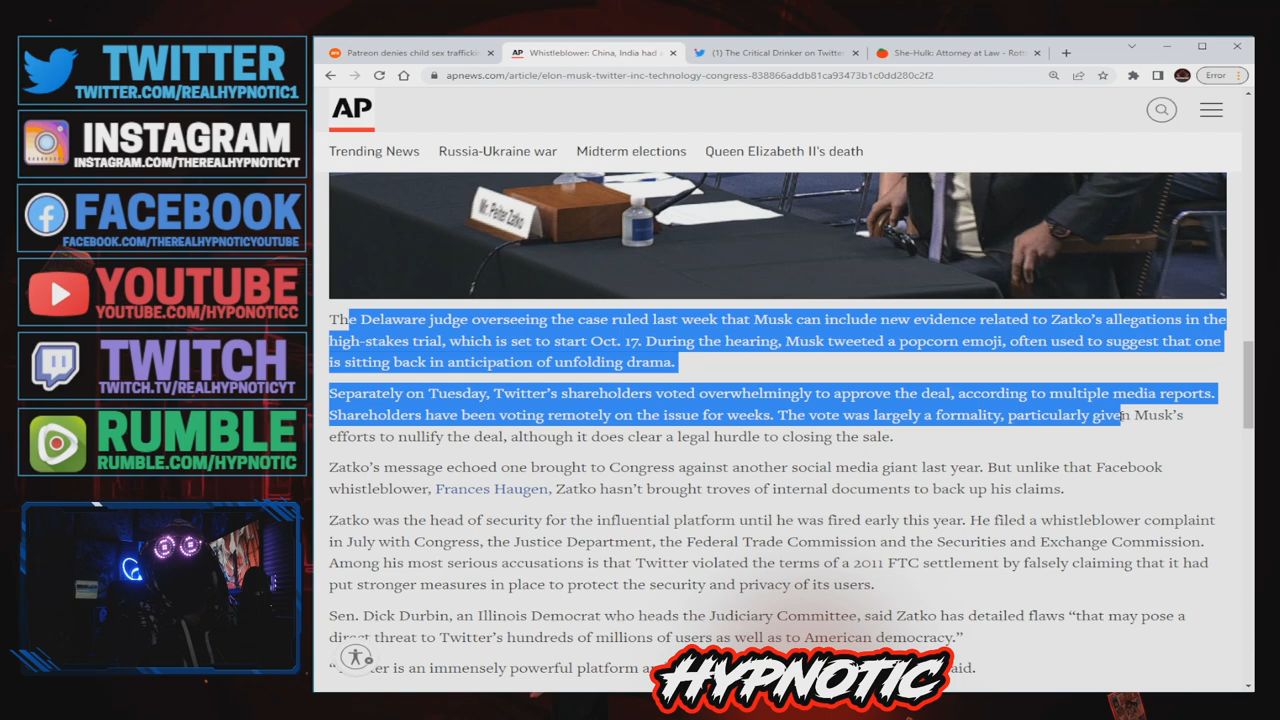 TWITTER
TWITTER.COM/REALHYPNOTIC1
INSTAGRAM
INSTAGRAM.COM/THEREALHYPNOTICYT
FACEBOOK
FACEBOOK.COM/THEREALHYPNOTICYOUTUBE
YOUTUBE
YOUTUBE.COM/HYPONOTICC
TWITCH
TWITCH.TV/REALHYPNOTICYT
RUMBLE
RUMBLE.COM/HYPNOTIC
Patreon denies child sex trafficki
AP Whistleblower: China, India had a
(1) The Critical Drinker on Twitter
She-Hulk: Attorney at Law - Rott
apnews.com/article/elon-musk-twitter-inc-technology-congress-838866addb81ca93473b1c0dd280c2f2
Error
AP
Trending News Russia-Ukraine war Midterm elections Queen Elizabeth II's death
Mr. Peiter Zatko
The Delaware judge overseeing the case ruled last week that Musk can include new evidence related to Zatko's allegations in the
high-stakes trial, which is set to start Oct. 17. During the hearing, Musk tweeted a popcorn emoji, often used to suggest that one
is sitting back in anticipation of unfolding drama.
Separately on Tuesday, Twitter's shareholders voted overwhelmingly to approve the deal, according to multiple media reports.
Shareholders have been voting remotely on the issue for weeks. The vote was largely a formality, particularly given Musk's
efforts to nullify the deal, although it does clear a legal hurdle to closing the sale.
Zatko's message echoed one brought to Congress against another social media giant last year. But unlike that Facebook
whistleblower, Frances Haugen, Zatko hasn't brought troves of internal documents to back up his claims.
Zatko was the head of security for the influential platform until he was fired early this year. He filed a whistleblower complaint
in July with Congress, the Justice Department, the Federal Trade Commission and the Securities and Exchange Commission.
Among his most serious accusations is that Twitter violated the terms of a 2011 FTC settlement by falsely claiming that it had
put stronger measures in place to protect the security and privacy of its users.
Sen. Dick Durbin, an Illinois Democrat who heads the Judiciary Committee, said Zatko has detailed flaws "that may pose a
direct threat to Twitter's hundreds of millions of users as well as to American democracy."
is an immensely powerful platform
said.
HYPNOTIC